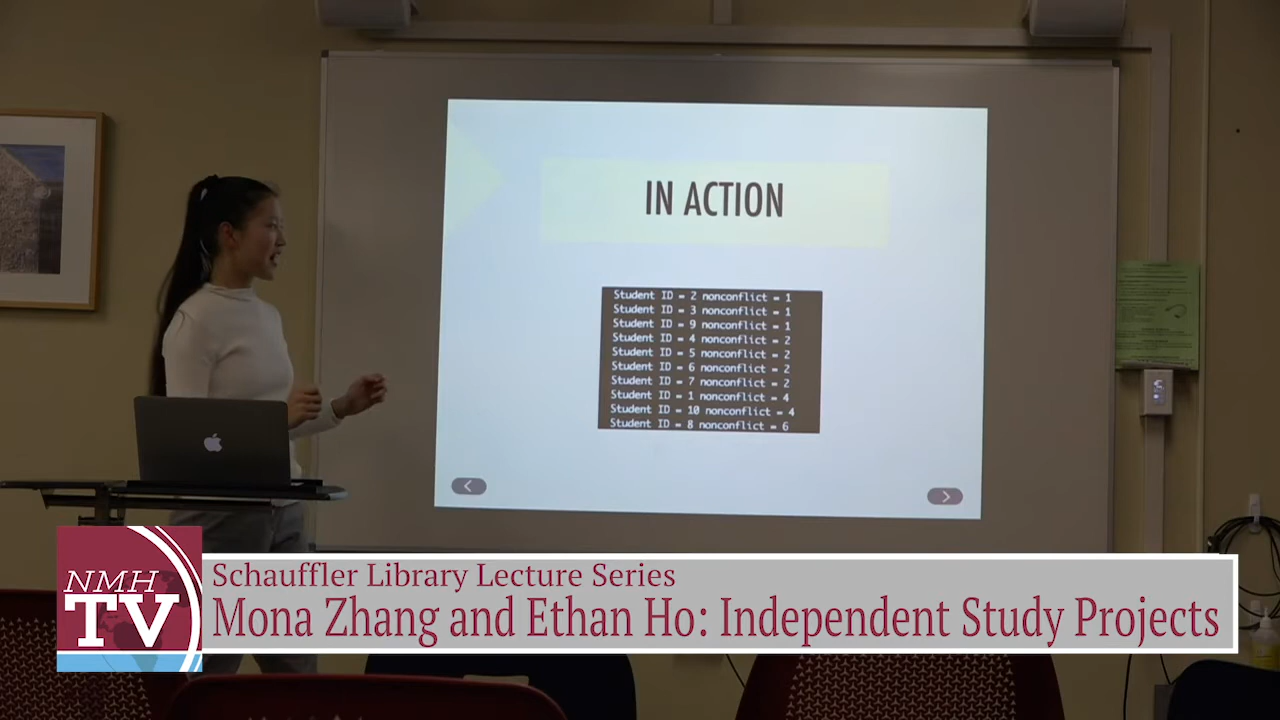 IN ACTION
Student ID = 2 nonconflict = 1
Student ID = 3 nonconflict = 1
Student ID = 9 nonconflict = 1
Student ID = 4 nonconflict = 2
Student ID = 5 nonconflict = 2
Student ID = 6 nonconflict = 2
Student ID = 7 nonconflict = 2
Student ID = 1 nonconflict = 4
Student ID = 10 nonconflict = 4
Student ID = 8 nonconflict = 6
NMH
TV
Schauffler Library Lecture Series
Mona Zhang and Ethan Ho: Independent Study Projects